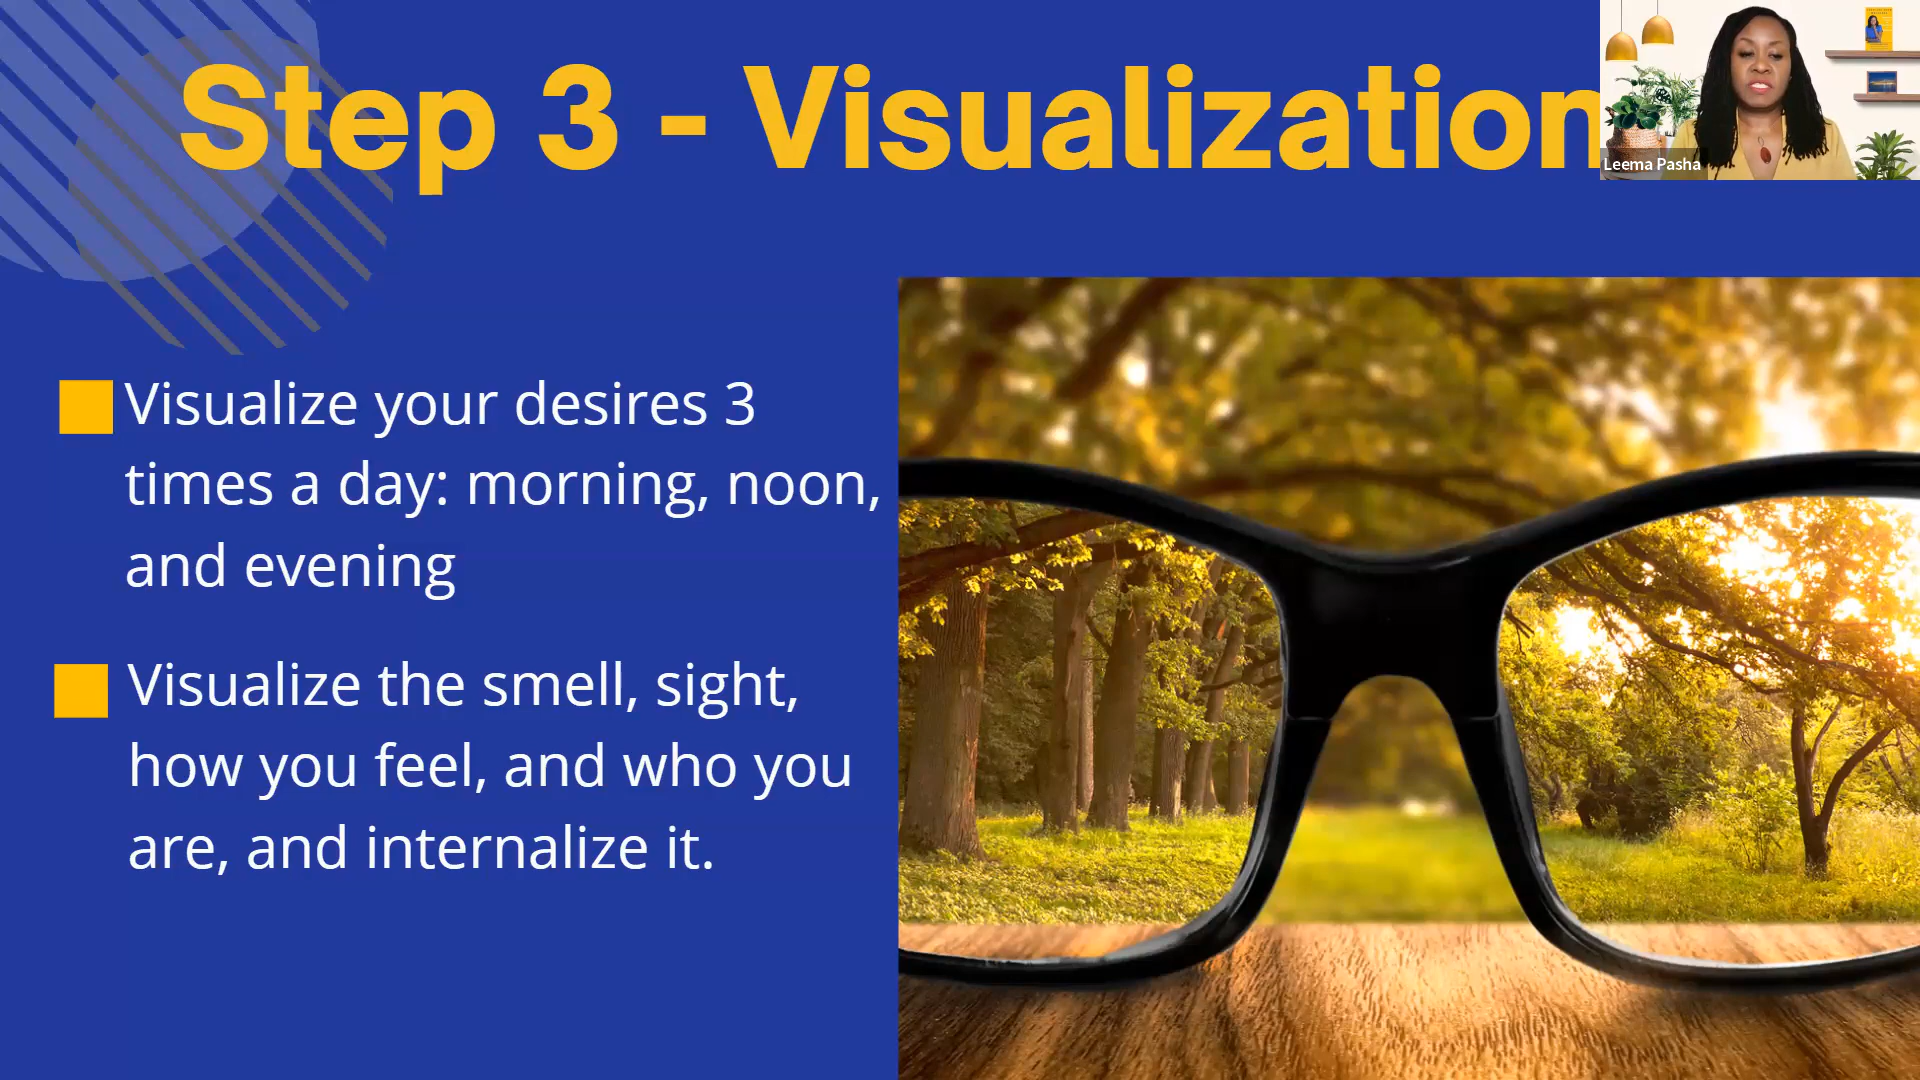 Step 3 - Visualization
Leema Pasha
Visualize your desires 3
times a day: morning, noon,
and evening
Visualize the smell, sight,
how you feel, and who you
are, and internalize it.